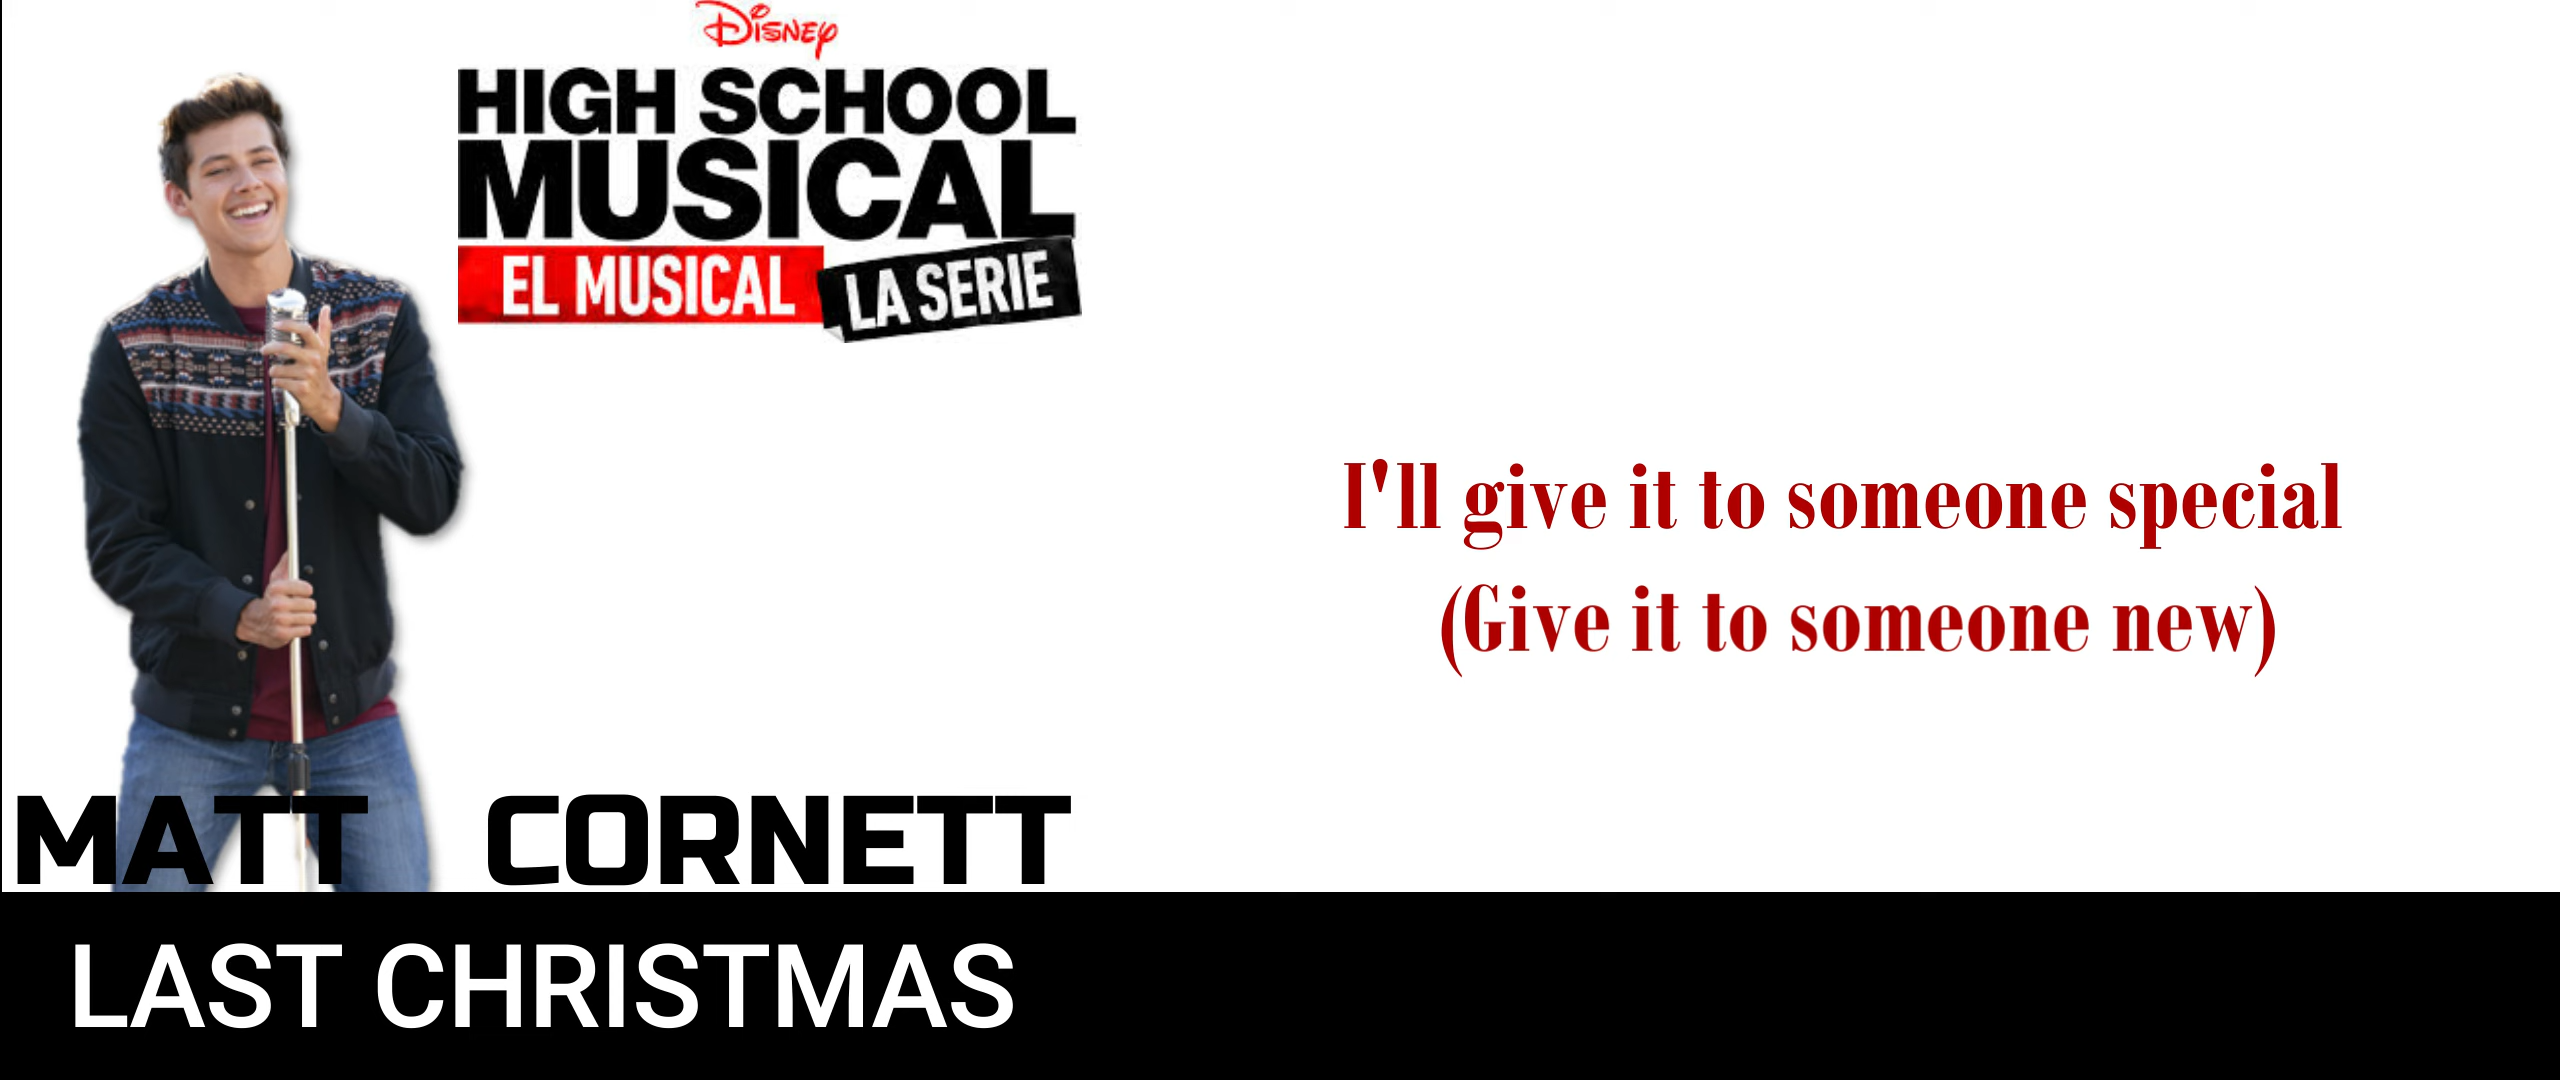 Disney
HIGH SCHOOL
MUSICAL
EL MUSICAL LA SERIE
I'll give it to someone special
(Give it to someone new)
MATT CORNETT
LAST CHRISTMAS